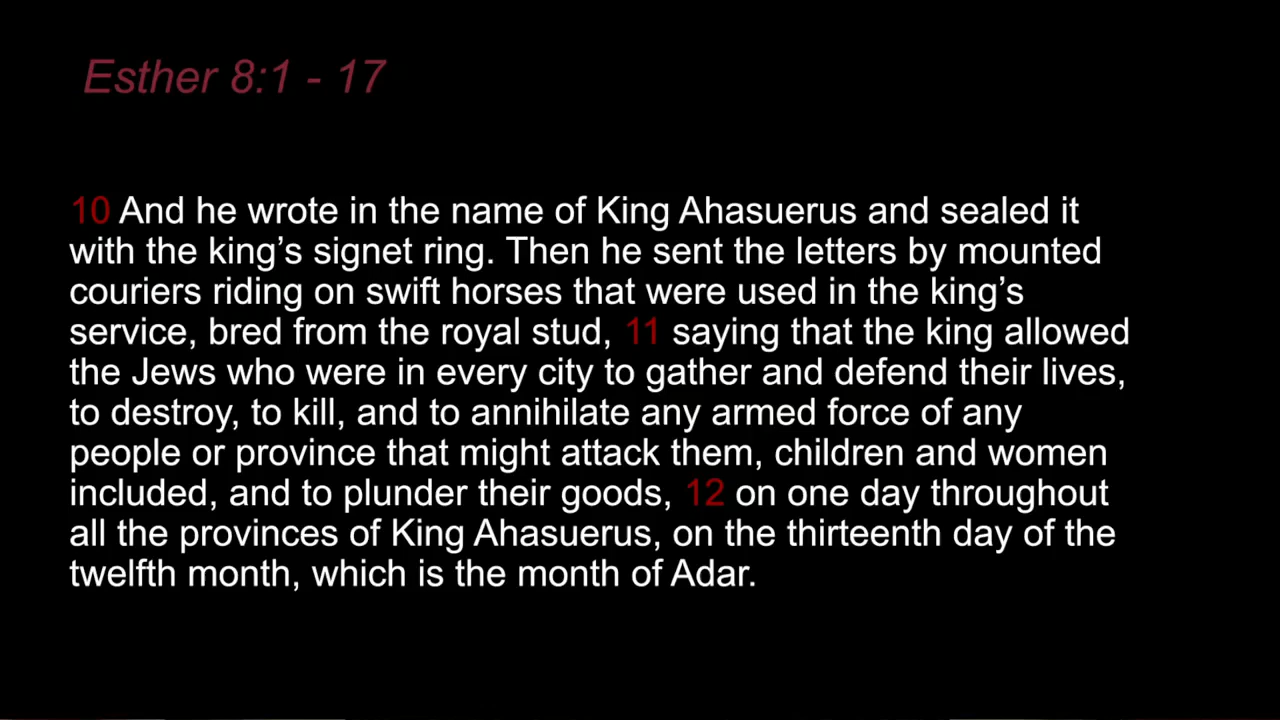 Esther 8:1 - 17
10 And he wrote in the name of King Ahasuerus and sealed it
with the king’s signet ring. Then he sent the letters by mounted
couriers riding on swift horses that were used in the king’s
service, bred from the royal stud, 11 saying that the king allowed
the Jews who were in every city to gather and defend their lives,
to destroy, to kill, and to annihilate any armed force of any
people or province that might attack them, children and women
included, and to plunder their goods, 12 on one day throughout
all the provinces of King Ahasuerus, on the thirteenth day of the
twelfth month, which is the month of Adar.